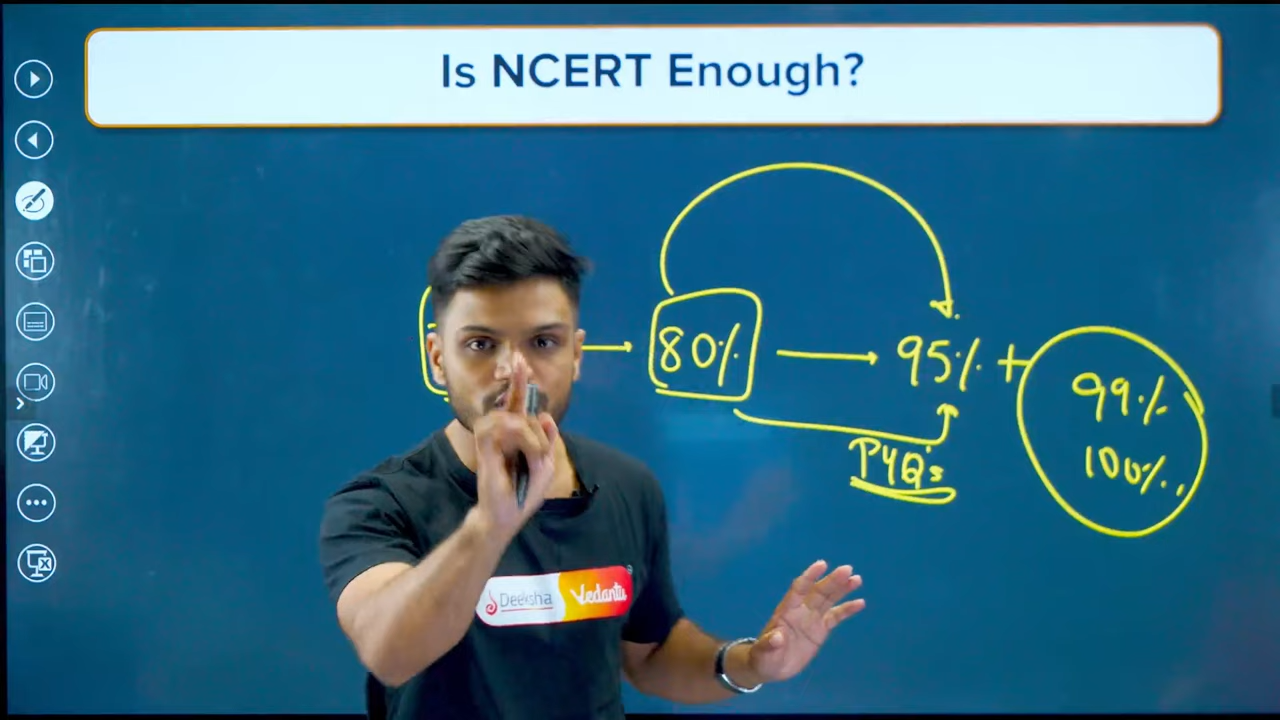 Is NCERT Enough?
80% 95% + 99%
100%
PYQ's
Deeksha Vedantu